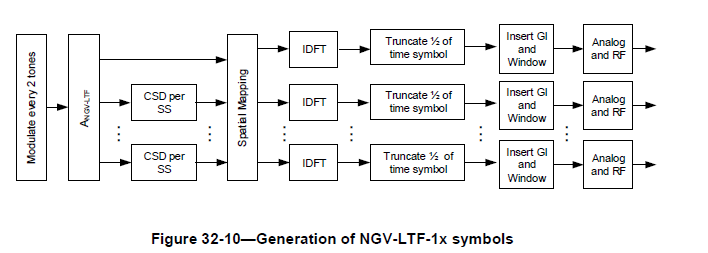 Modulate every 2 tones
ANGV-LTF
CSD per
SS
CSD per
SS
Spatial Mapping
IDFT
Truncate ½ of
time symbol
Insert GI
and
Window
Analog
and RF
IDFT
Truncate ½ of
time symbol
Insert GI
and
Window
Analog
and RF
IDFT
Truncate ½ of
time symbol
Insert GI
and
Window
Analog
and RF
Figure 32-10—Generation of NGV-LTF-1x symbols